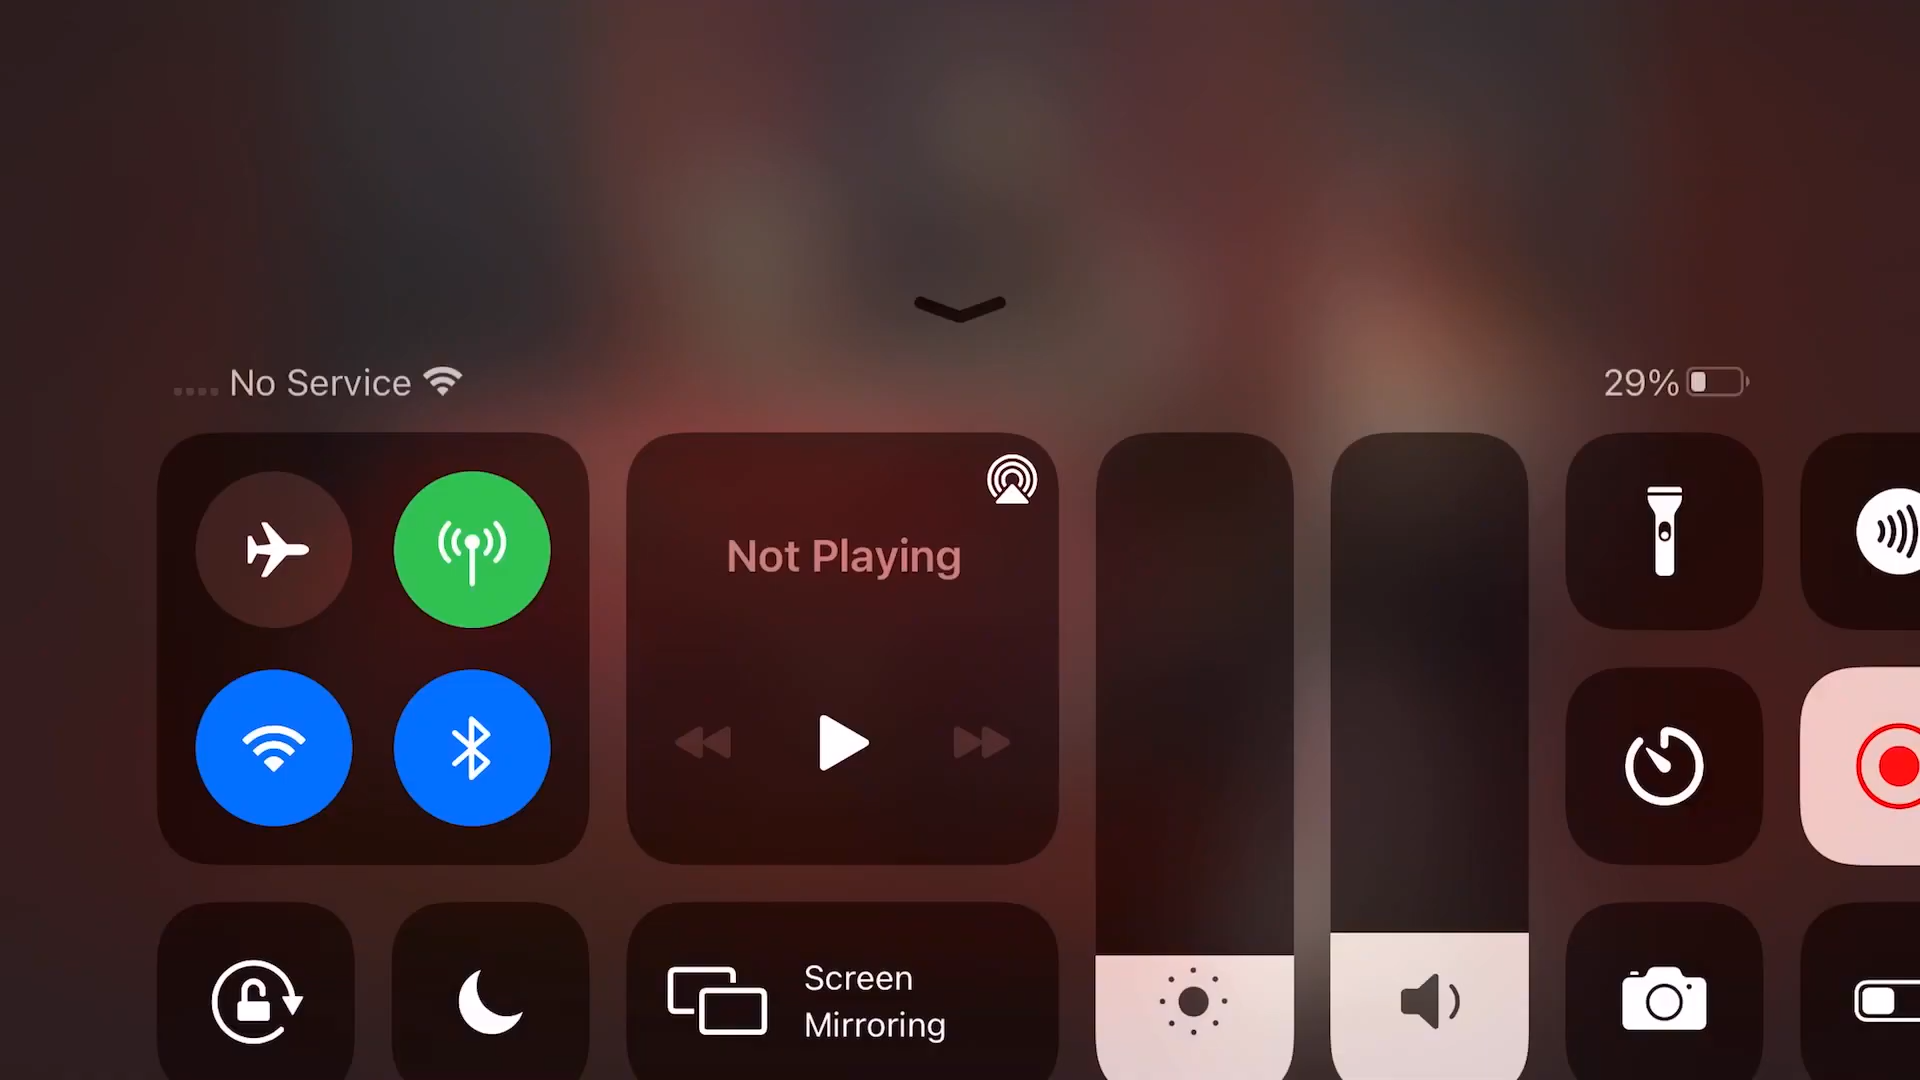 No Service
29%
Not Playing
Screen
Mirroring